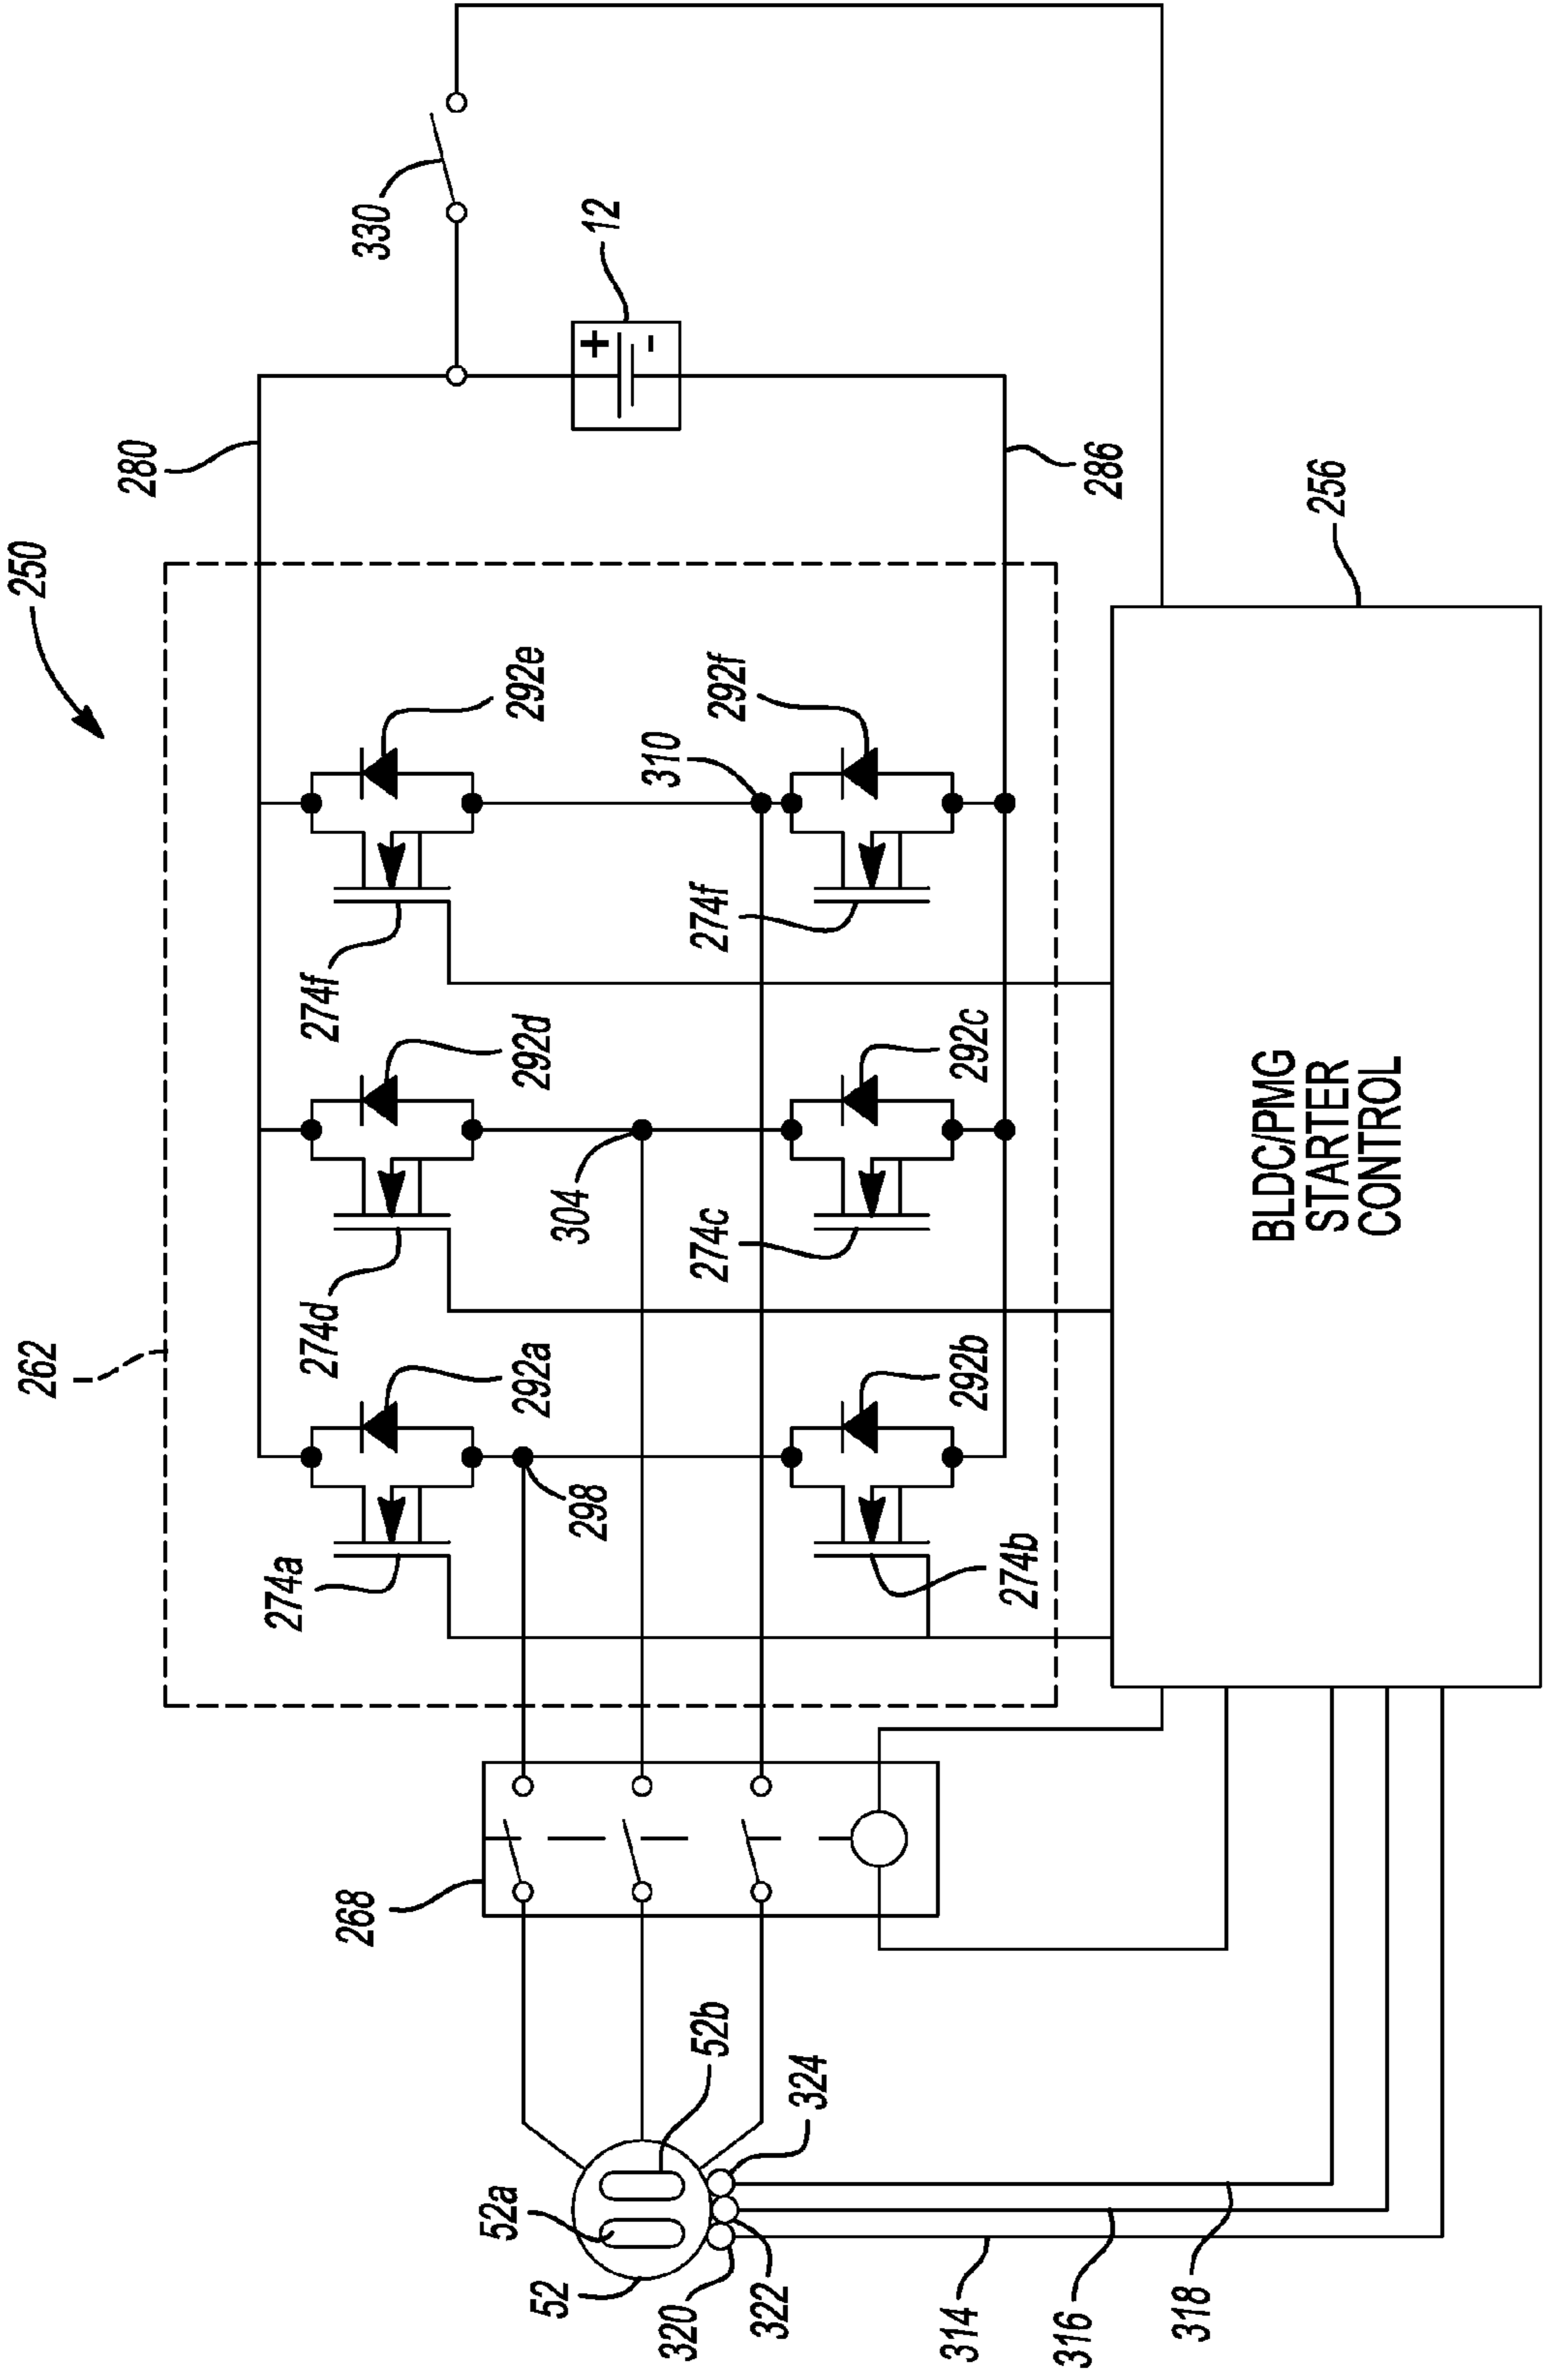 250
262
280
330
12
286
256
274a
292a
274d
292d
274f
292e
298
304
310
274b
292b
274c
292c
274f
292f
268
52
52a
52b
320
322
324
314
316
318
+
-
BLDC/PMG
STARTER
CONTROL